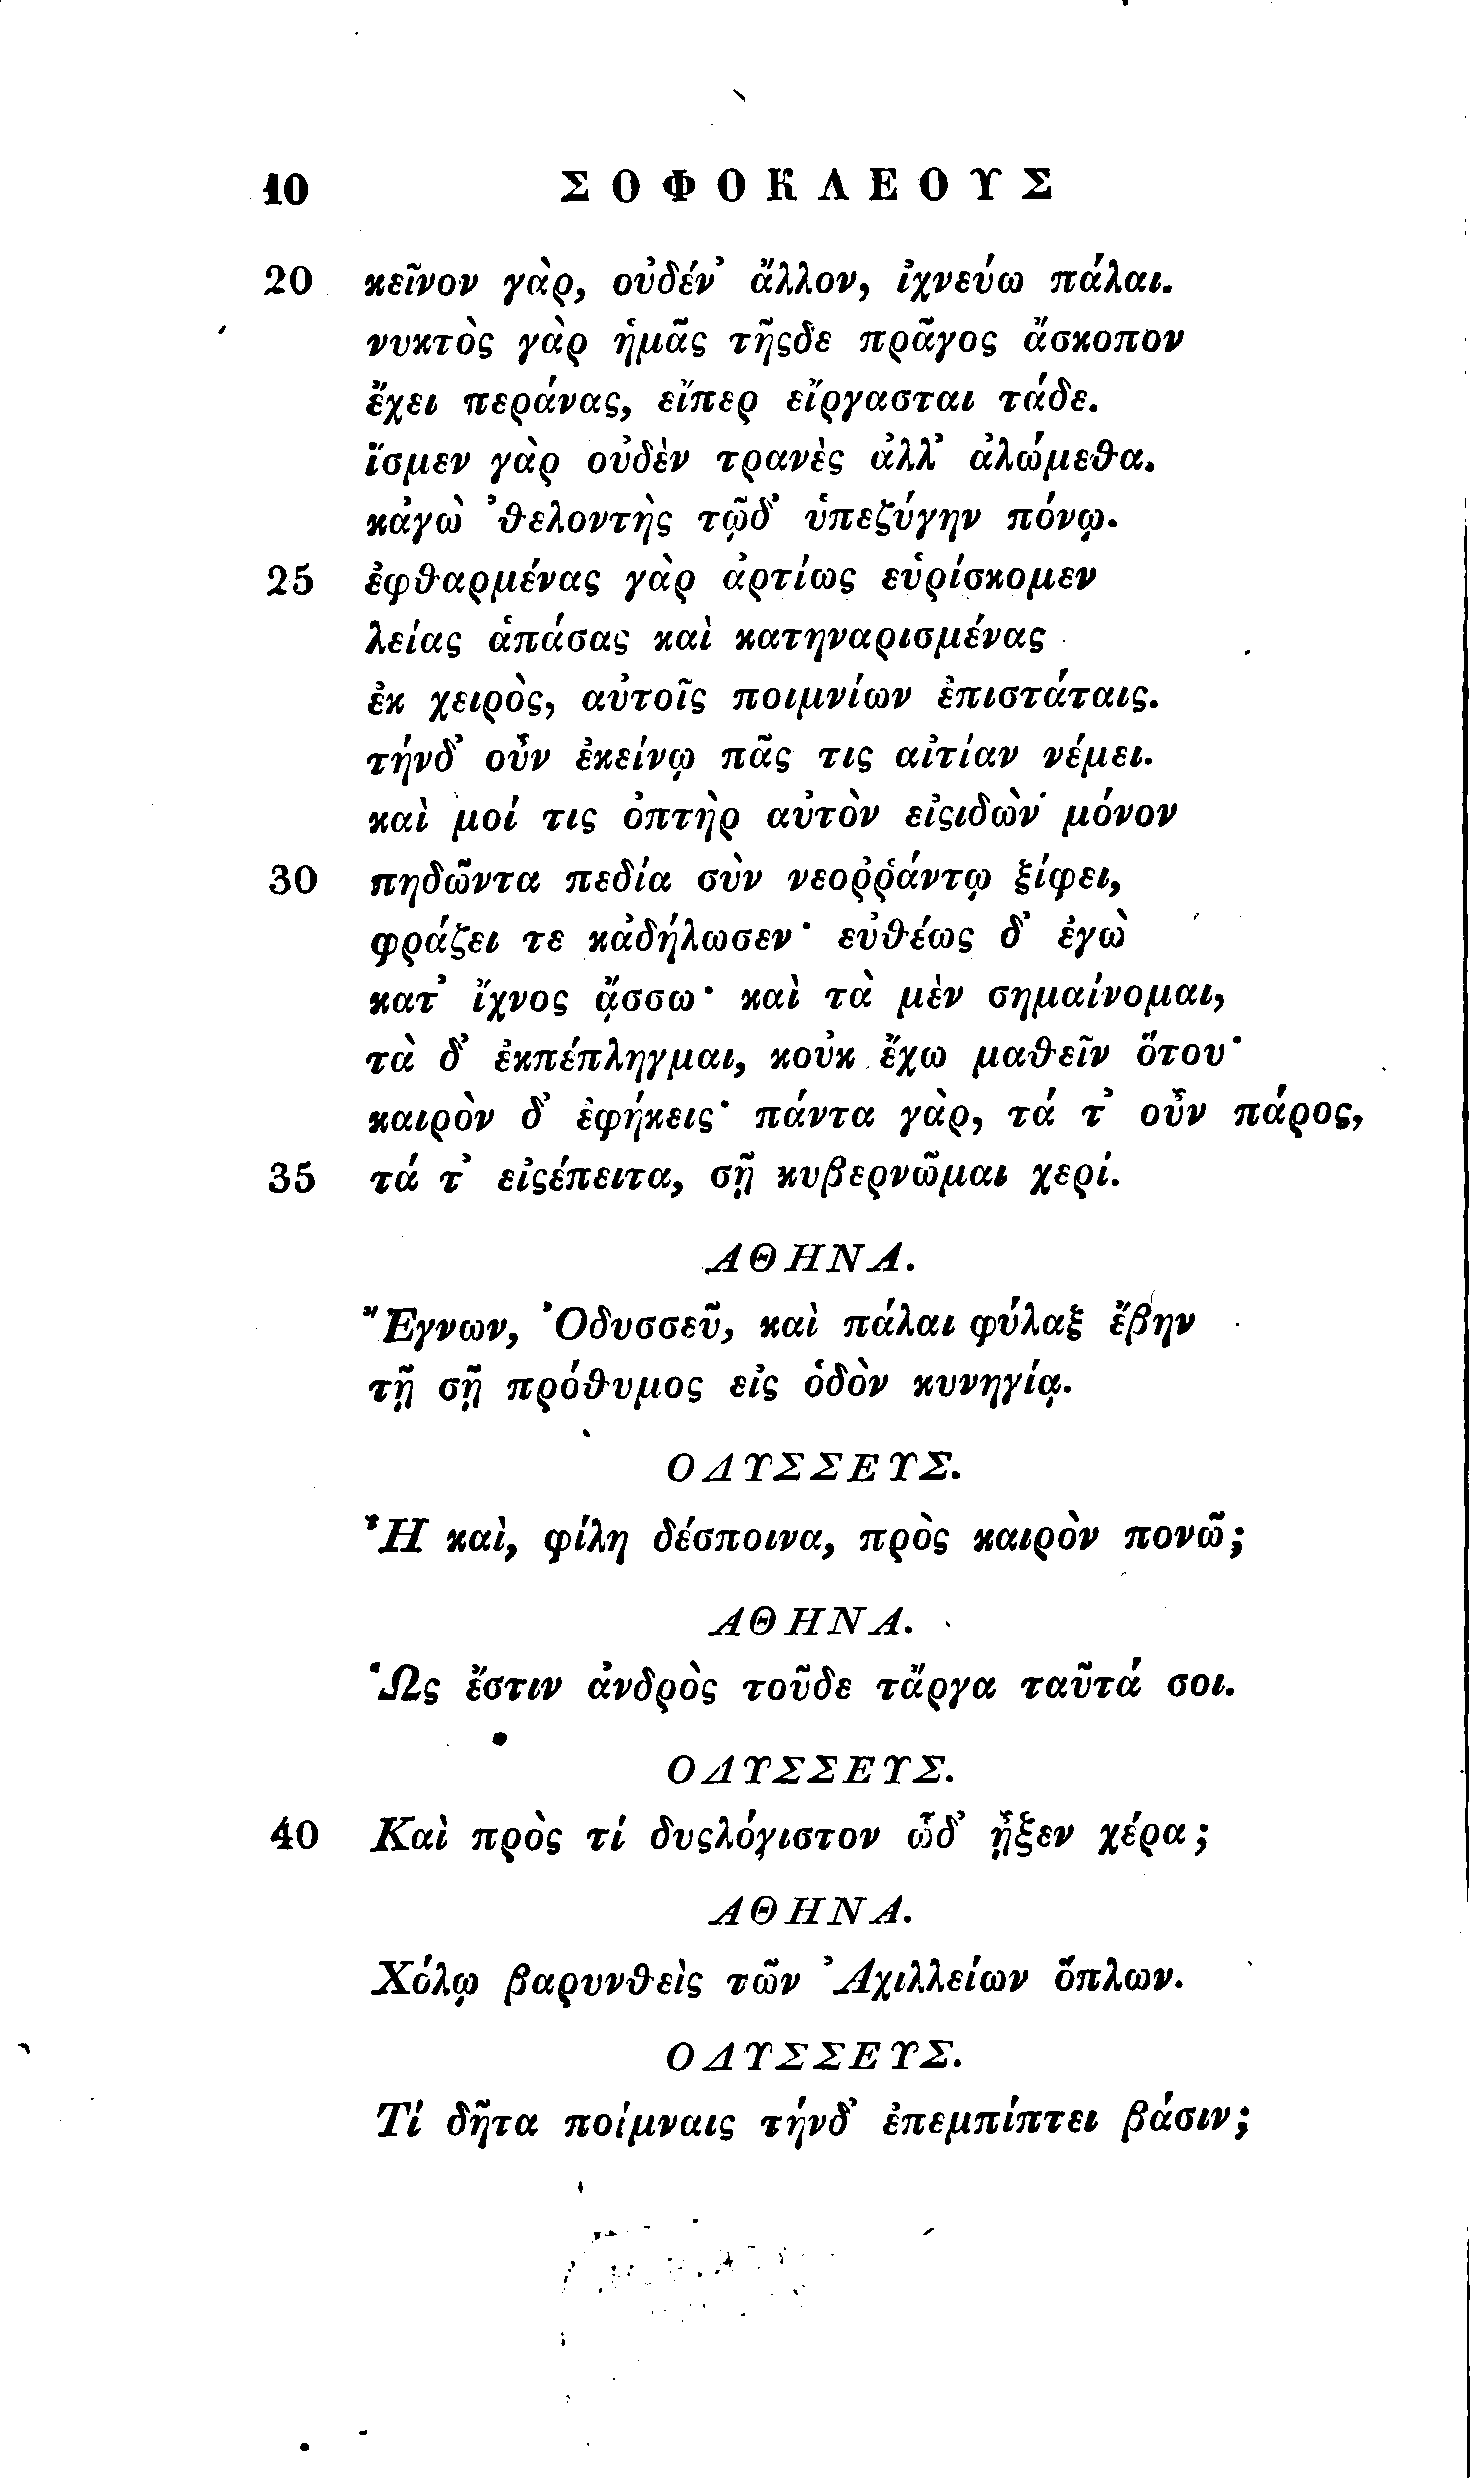 10 ΣΟΦΟΚΛΕΟΥΣ
20 κεῖνον γὰρ, οὐδέν᾽ ἄλλον, ἰχνεύω πάλαι.
νυκτὸς γὰρ ἡμᾶς τῆςδε πρᾶγος ἄσκοπον
ἔχει περάνας, εἴπερ εἴργασται τάδε.
ἴσμεν γὰρ οὐδὲν τρανὲς ἀλλ᾽ ἀλώμεθα.
κἀγὼ ᾽θελοντὴς τῷδ᾽ ὑπεζύγην πόνῳ.
25 ἐφθαρμένας γὰρ ἀρτίως εὑρίσκομεν
λείας ἁπάσας καὶ κατηναρισμένας
ἐκ χειρὸς, αὐτοῖς ποιμνίων ἐπιστάταις.
τήνδ᾽ οὖν ἐκείνῳ πᾶς τις αἰτίαν νέμει.
καὶ μοί τις ὀπτὴρ αὐτὸν εἰςιδὼν μόνον
30 πηδῶντα πεδία σὺν νεοῤῥάντῳ ξίφει,
φράζει τε κἀδήλωσεν· εὐθέως δ᾽ ἐγὼ
κατ᾽ ἴχνος ᾄσσω· καὶ τὰ μὲν σημαίνομαι,
τὰ δ᾽ ἐκπέπληγμαι, κοὐκ ἔχω μαθεῖν ὅτου·
καιρὸν δ᾽ ἐφήκεις· πάντα γὰρ, τά τ᾽ οὖν πάρος,
35 τά τ᾽ εἰςέπειτα, σῇ κυβερνῶμαι χερί.
ΑΘΗΝΑ.
Ἔγνων, Ὀδυσσεῦ, καὶ πάλαι φύλαξ ἔβην
τῇ σῇ πρόθυμος εἰς ὁδὸν κυνηγίᾳ.
ΟΔΥΣΣΕΥΣ.
Ἦ καὶ, φίλη δέσποινα, πρὸς καιρὸν πονῶ;
ΑΘΗΝΑ.
Ὡς ἔστιν ἀνδρὸς τοῦδε τἄργα ταῦτά σοι.
ΟΔΥΣΣΕΥΣ.
40 Καὶ πρὸς τί δυςλόγιστον ὧδ᾽ ᾖξεν χέρα;
ΑΘΗΝΑ.
Χόλῳ βαρυνθεὶς τῶν Ἀχιλλείων ὅπλων.
ΟΔΥΣΣΕΥΣ.
Τί δῆτα ποίμναις τήνδ᾽ ἐπεμπίπτει βάσιν;